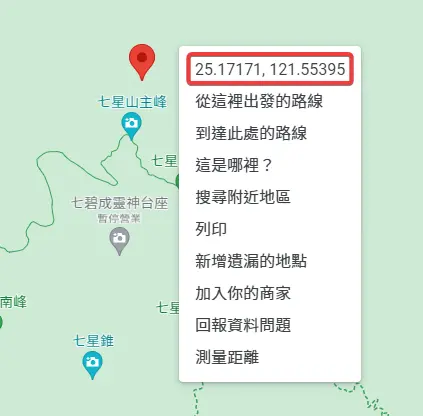 25.17171, 121.55395
從這裡出發的路線
到達此處的路線
這是哪裡？
搜尋附近地區
列印
新增遺漏的地點
加入你的商家
回報資料問題
測量距離
七星山主峰
七星
七碧成靈神台座
暫停營業
南峰
七星
七星錐